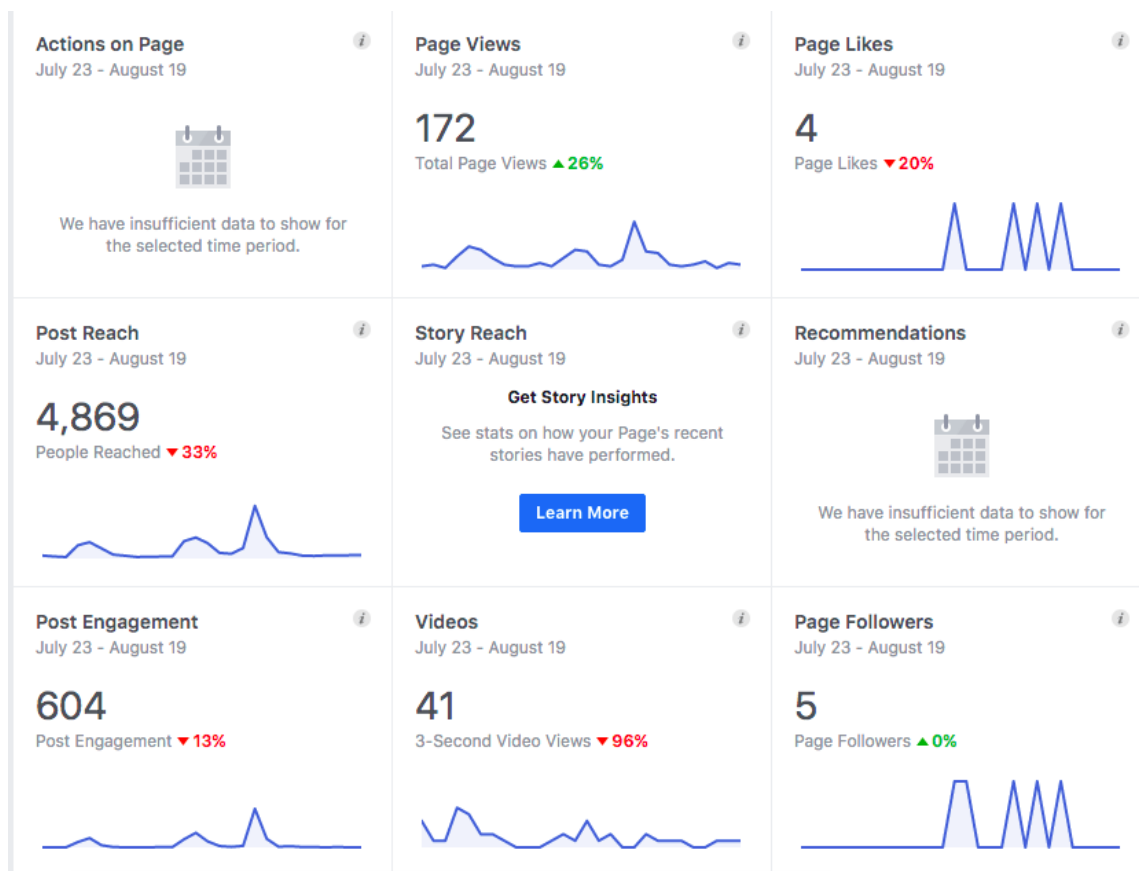 Actions on Page
July 23 - August 19
We have insufficient data to show for
the selected time period.
Page Views
July 23 - August 19
172
Total Page Views ▲ 26%
Page Likes
July 23 - August 19
4
Page Likes ▼ 20%
Post Reach
July 23 - August 19
4,869
People Reached ▼ 33%
Story Reach
July 23 - August 19
Get Story Insights
See stats on how your Page's recent
stories have performed.
Learn More
Recommendations
July 23 - August 19
We have insufficient data to show for
the selected time period.
Post Engagement
July 23 - August 19
604
Post Engagement ▼ 13%
Videos
July 23 - August 19
41
3-Second Video Views ▼ 96%
Page Followers
July 23 - August 19
5
Page Followers ▲ 0%